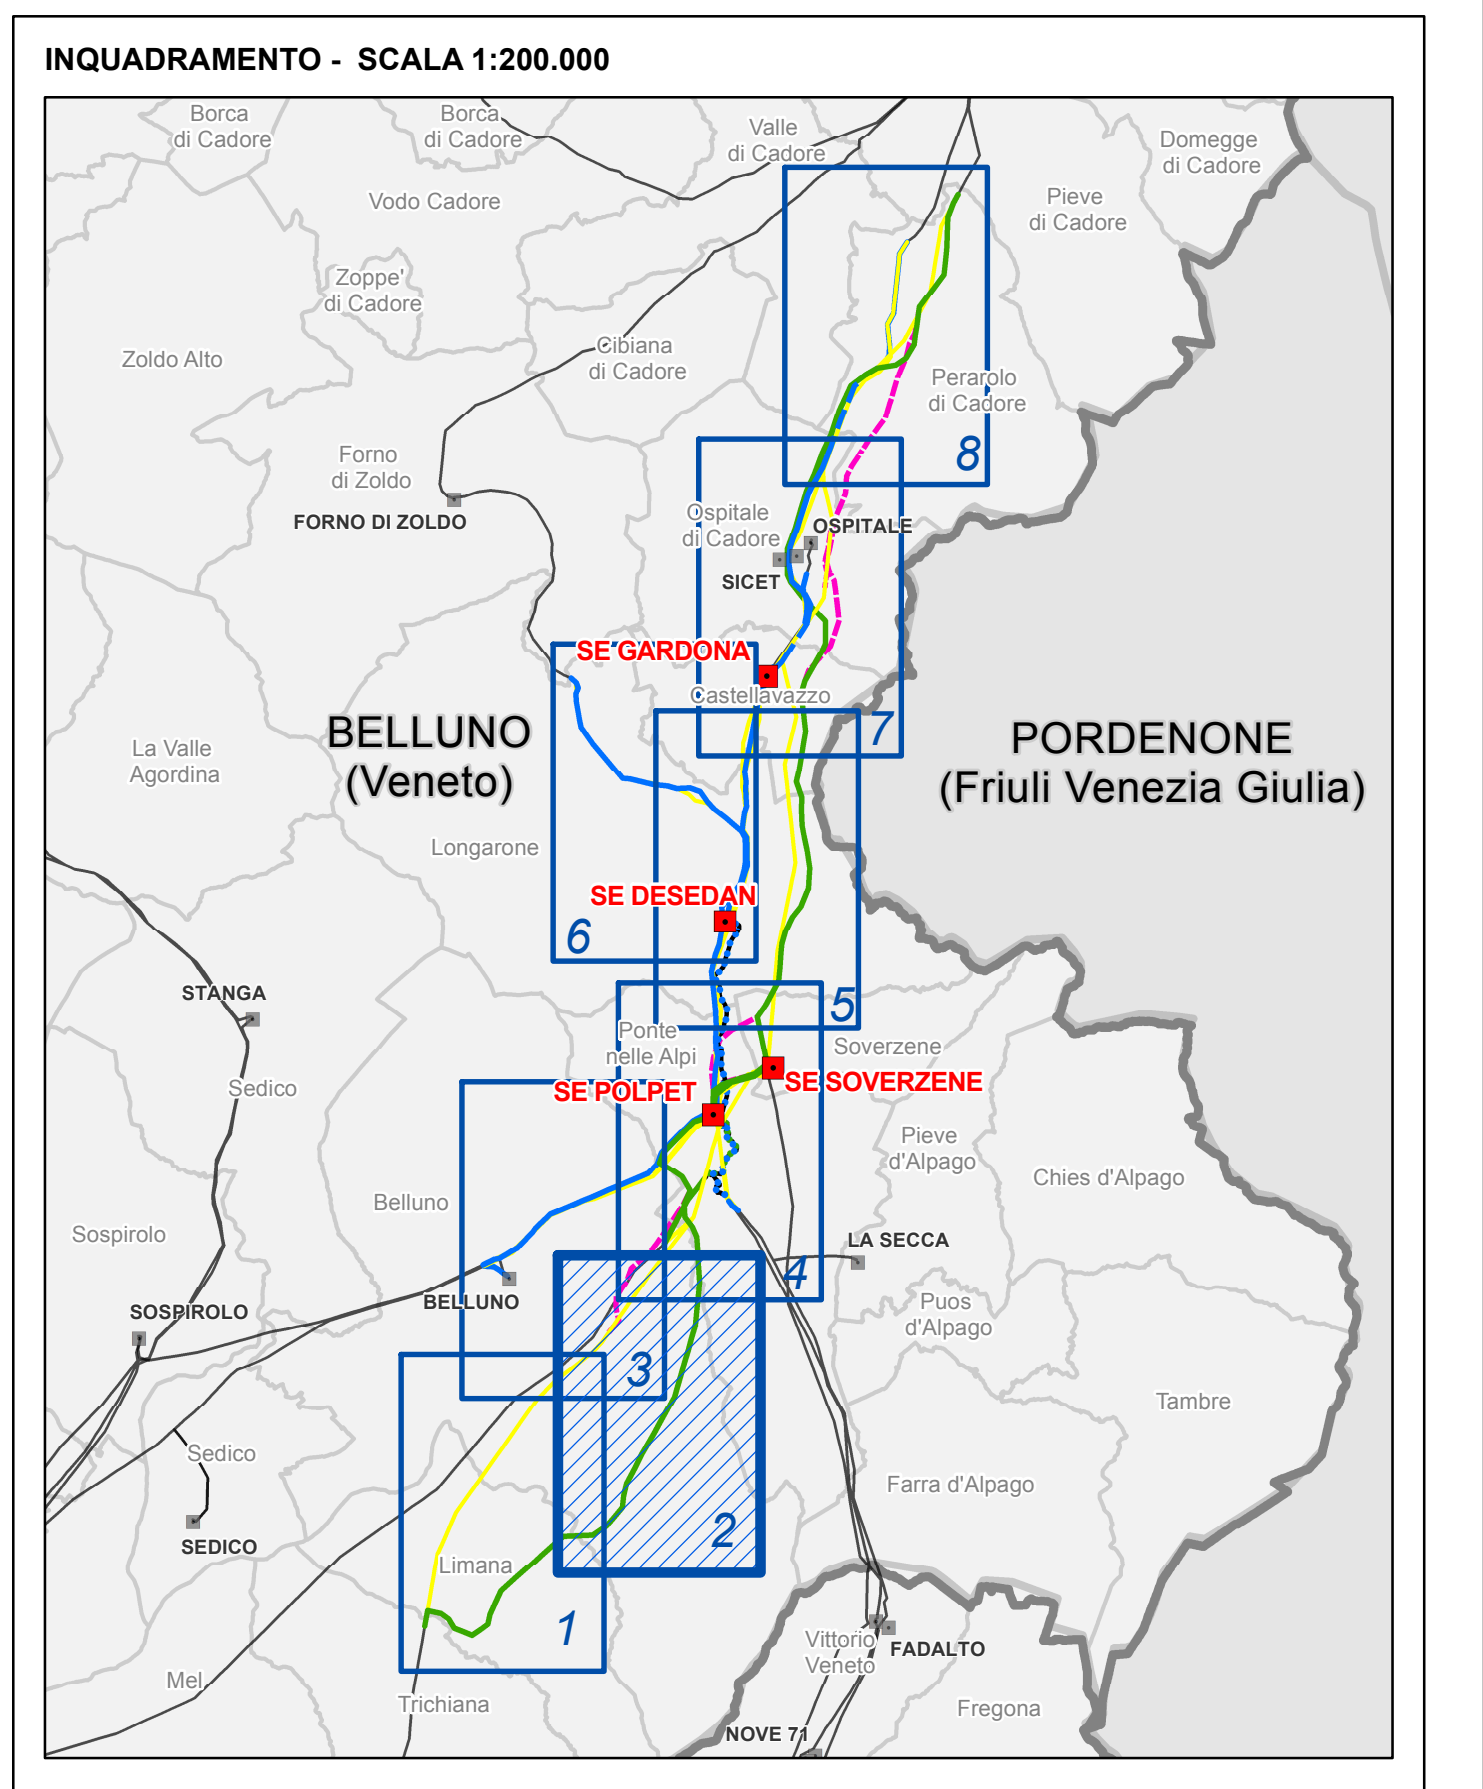 INQUADRAMENTO - SCALA 1:200.000
Borca
di Cadore
Borca
di Cadore
Valle
di Cadore
Domegge
di Cadore
Vodo Cadore
Pieve
di Cadore
Zoppe'
di Cadore
Zoldo Alto
Cibiana
di Cadore
Perarolo
di Cadore
8
Forno
di Zoldo
FORNO DI ZOLDO
Ospitale
di Cadore
OSPITALE
SICET
SE GARDONA
Castellavazzo
7
BELLUNO
(Veneto)
PORDENONE
(Friuli Venezia Giulia)
La Valle
Agordina
Longarone
SE DESEDAN
6
STANGA
5
Ponte
nelle Alpi
Soverzene
SE POLPET
SE SOVERZENE
Sedico
Pieve
d'Alpago
Chies d'Alpago
Belluno
Sospirolo
LA SECCA
4
BELLUNO
SOSPIROLO
Puos
d'Alpago
3
Tambre
Sedico
Farra d'Alpago
SEDICO
2
Limana
1
Vittorio
Veneto
FADALTO
Mel
Trichiana
Fregona
NOVE 71